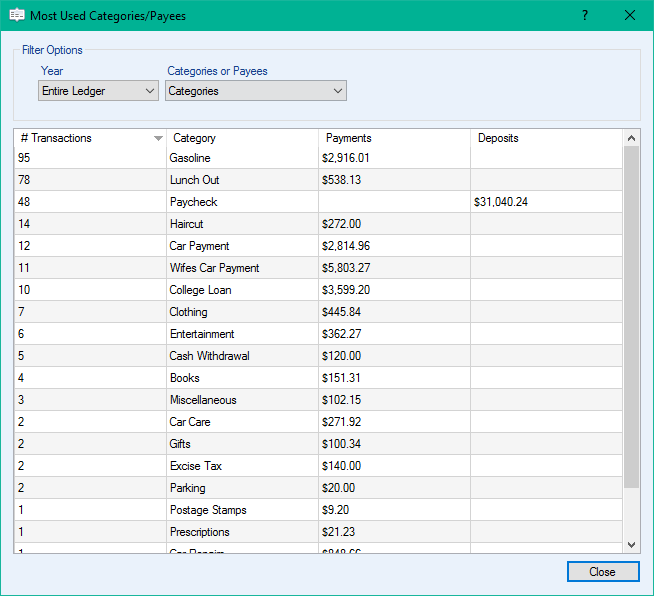 Most Used Categories/Payees ?
Filter Options
Year Categories or Payees
Entire Ledger Categories
# Transactions Category Payments Deposits
95 Gasoline $2,916.01
78 Lunch Out $538.13
48 Paycheck $31,040.24
14 Haircut $272.00
12 Car Payment $2,814.96
11 Wifes Car Payment $5,803.27
10 College Loan $3,599.20
7 Clothing $445.84
6 Entertainment $362.27
5 Cash Withdrawal $120.00
4 Books $151.31
3 Miscellaneous $102.15
2 Car Care $271.92
2 Gifts $100.34
2 Excise Tax $140.00
2 Parking $20.00
1 Postage Stamps $9.20
1 Prescriptions $21.23
1 Car
Close